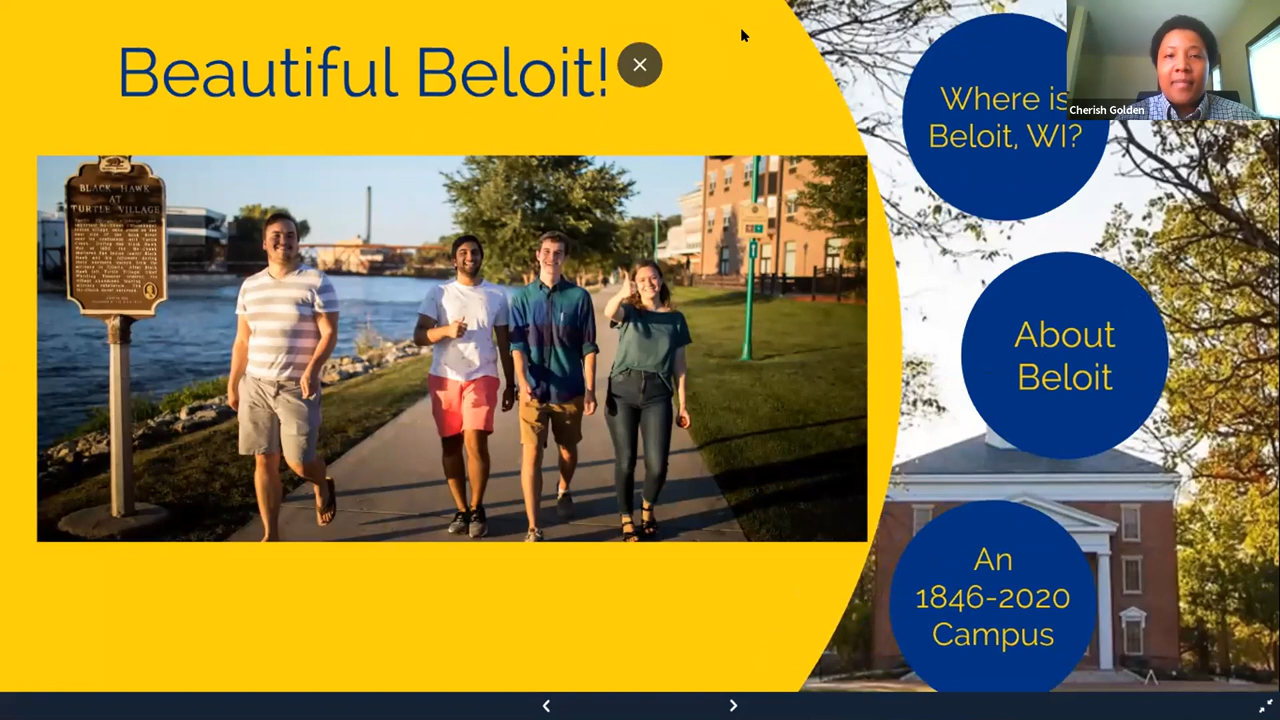 Beautiful Beloit!
Where is
Beloit, WI?
Cherish Golden
BLACK HAWK
AT
TURTLE VILLAGE
About
Beloit
An
1846-2020
Campus